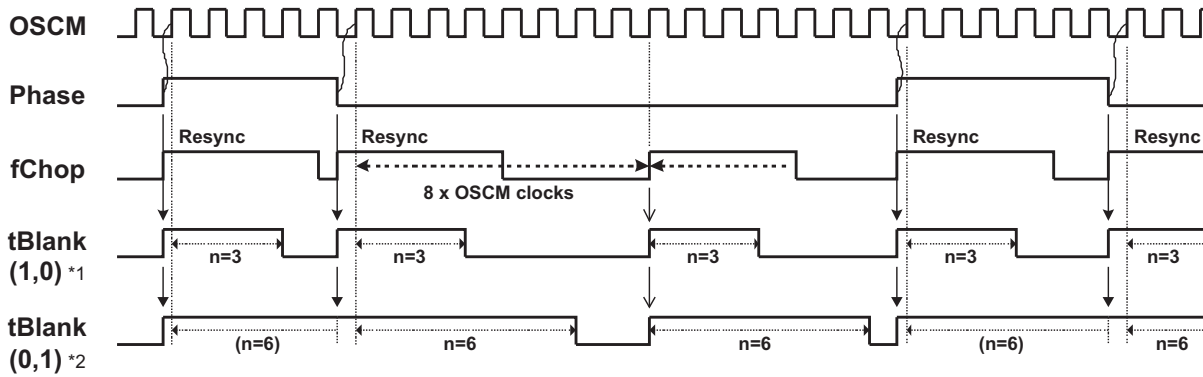 OSCM
Phase
Resync Resync Resync Resync
fChop
8 x OSCM clocks
tBlank
(1,0) *1
n=3 n=3 n=3 n=3 n=3
tBlank
(0,1) *2
(n=6) n=6 n=6 (n=6) n=6